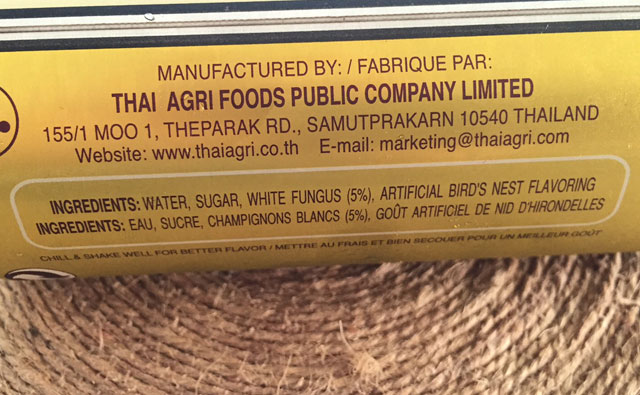 MANUFACTURED BY: / FABRIQUE PAR:
THAI AGRI FOODS PUBLIC COMPANY LIMITED
155/1 MOO 1, THEPARAK RD., SAMUTPRAKARN 10540 THAILAND
Website: www.thaiagri.co.th E-mail: marketing@thaiagri.com
INGREDIENTS: WATER, SUGAR, WHITE FUNGUS (5%), ARTIFICIAL BIRD'S NEST FLAVORING
INGREDIENTS: EAU, SUCRE, CHAMPIGNONS BLANCS (5%), GOÛT ARTIFICIEL DE NID D'HIRONDELLES
CHILL & SHAKE WELL FOR BETTER FLAVOR / METTRE AU FRAIS ET BIEN SECOUER POUR UN MEILLEUR GOÛT